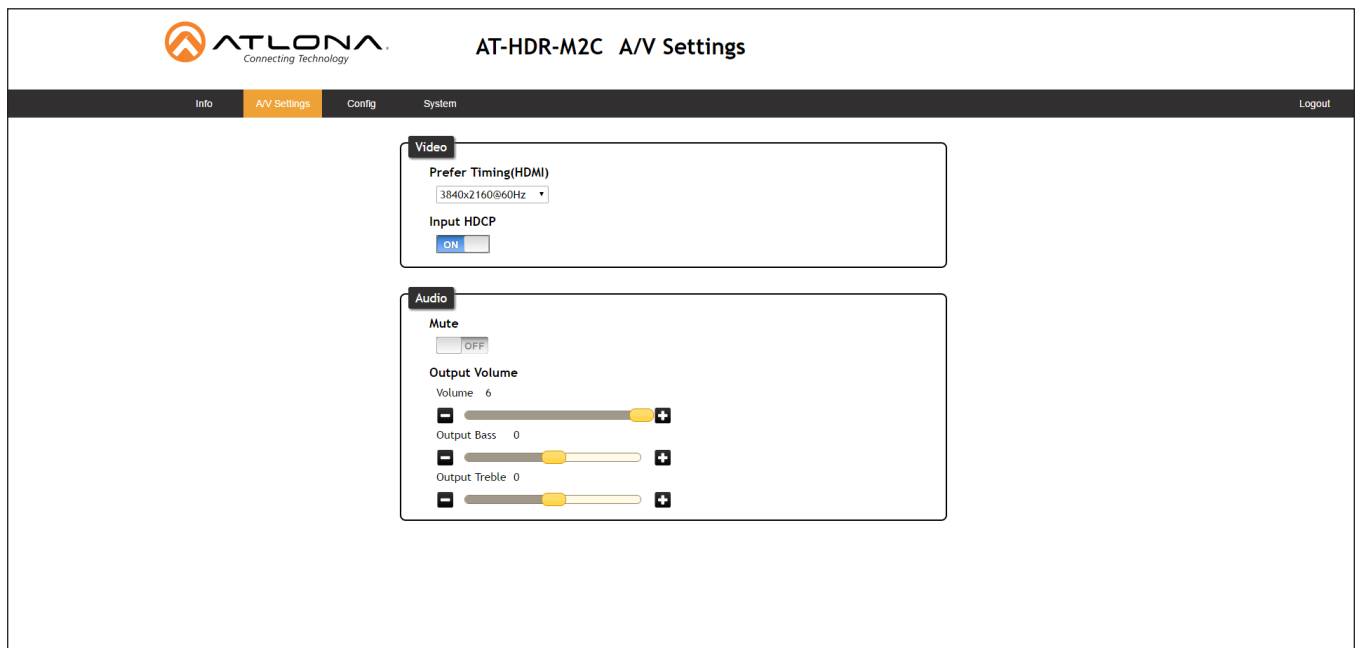 ATLONA
Connecting Technology
AT-HDR-M2C A/V Settings
Info A/V Settings Config System Logout
Video
Prefer Timing(HDMI)
3840x2160@60Hz
Input HDCP
ON
Audio
Mute
OFF
Output Volume
Volume 6
Output Bass 0
Output Treble 0